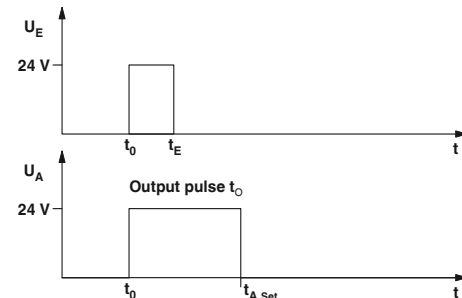 U_E
24 V
t_0
t_E
t
U_A
Output pulse t_O
24 V
t_0
t_A Set
t